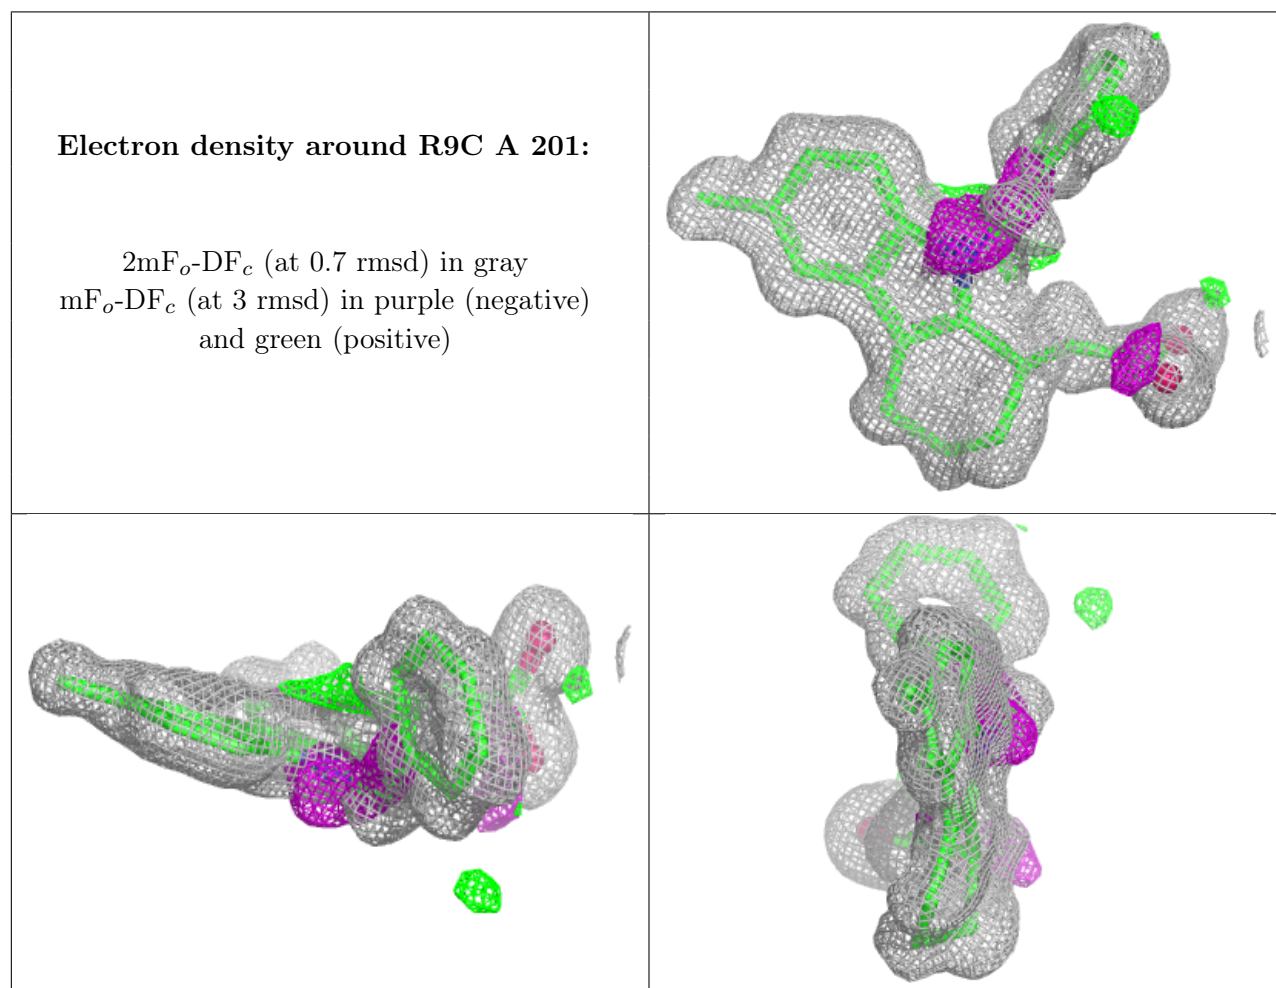 Electron density around R9C A 201:
2mFo-DFc (at 0.7 rmsd) in gray
mFo-DFc (at 3 rmsd) in purple (negative)
and green (positive)